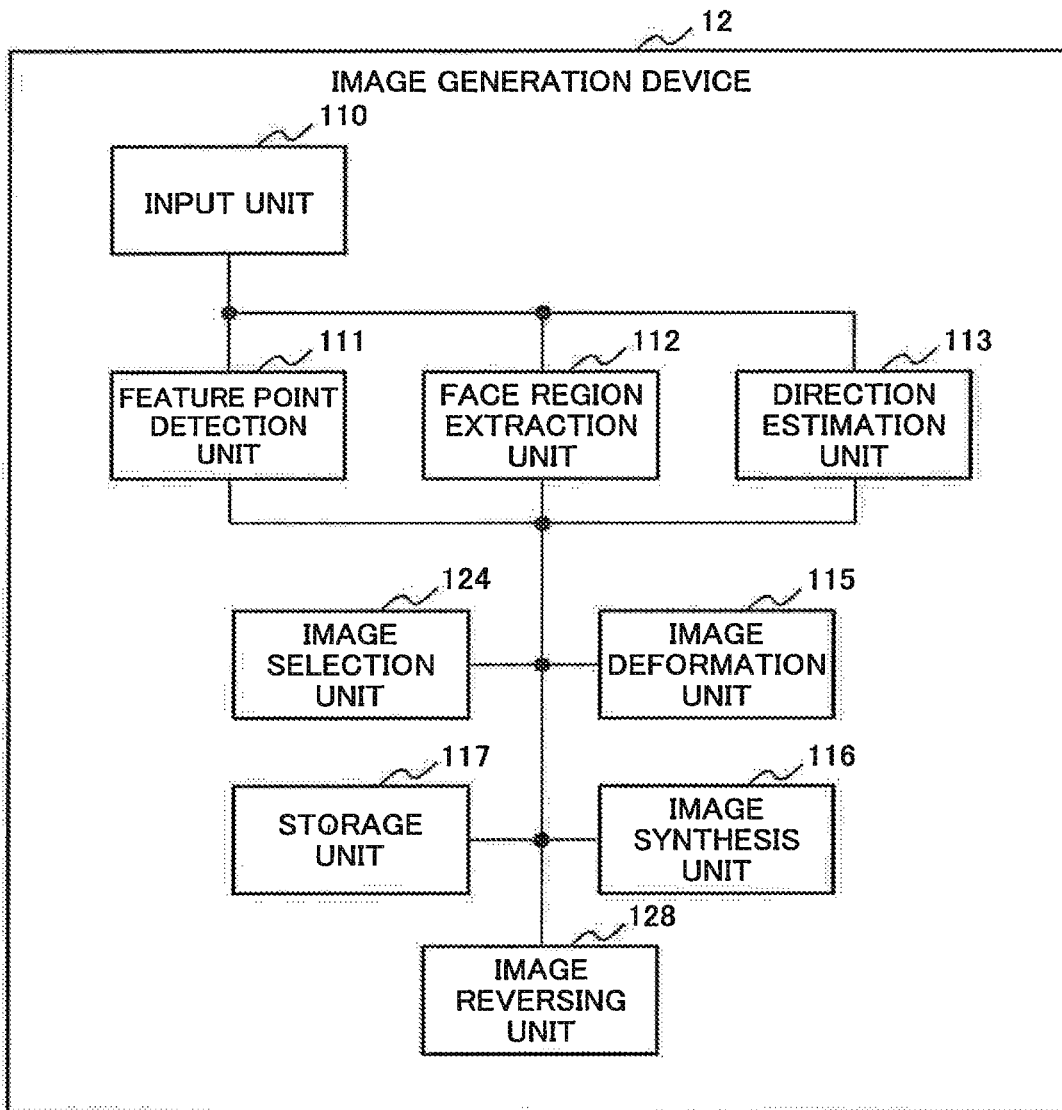 12
IMAGE GENERATION DEVICE
110
INPUT UNIT
111
FEATURE POINT
DETECTION
UNIT
112
FACE REGION
EXTRACTION
UNIT
113
DIRECTION
ESTIMATION
UNIT
124
IMAGE
SELECTION
UNIT
115
IMAGE
DEFORMATION
UNIT
117
STORAGE
UNIT
116
IMAGE
SYNTHESIS
UNIT
128
IMAGE
REVERSING
UNIT